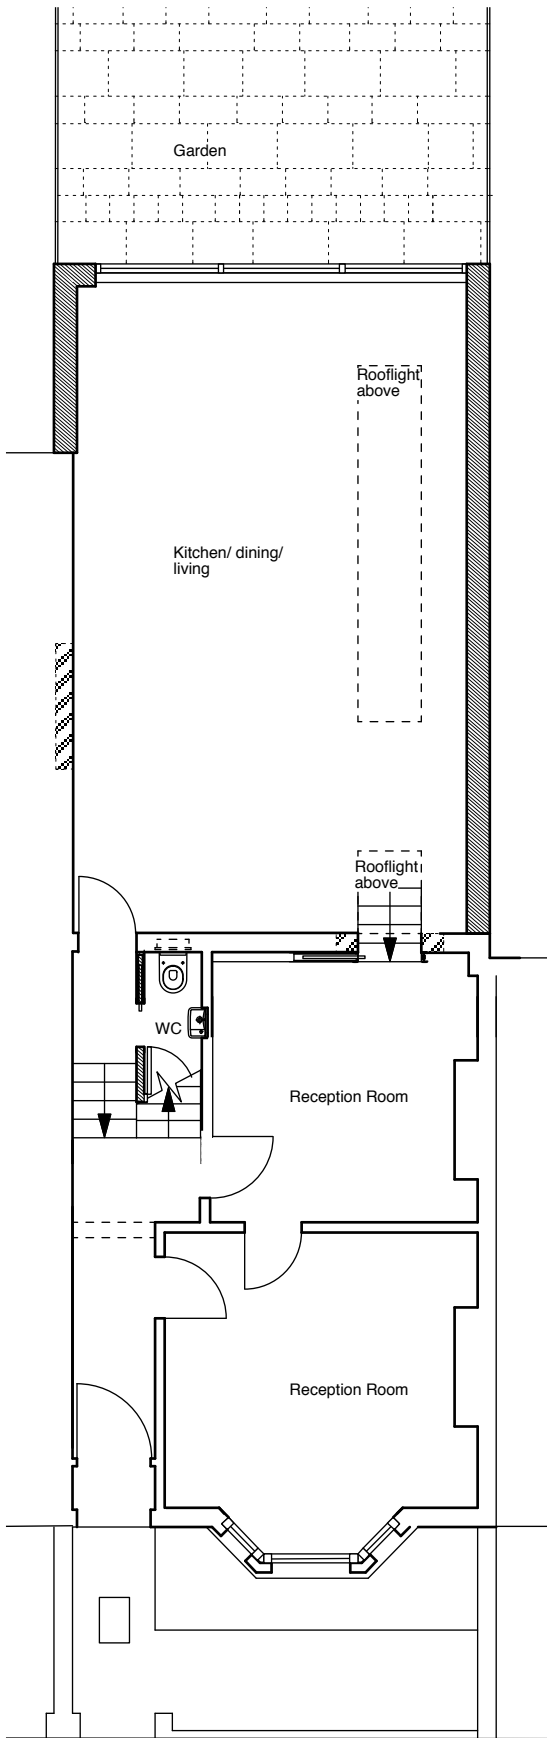 Garden
Rooflight
above
Kitchen/ dining/
living
Rooflight
above
WC
Reception Room
Reception Room